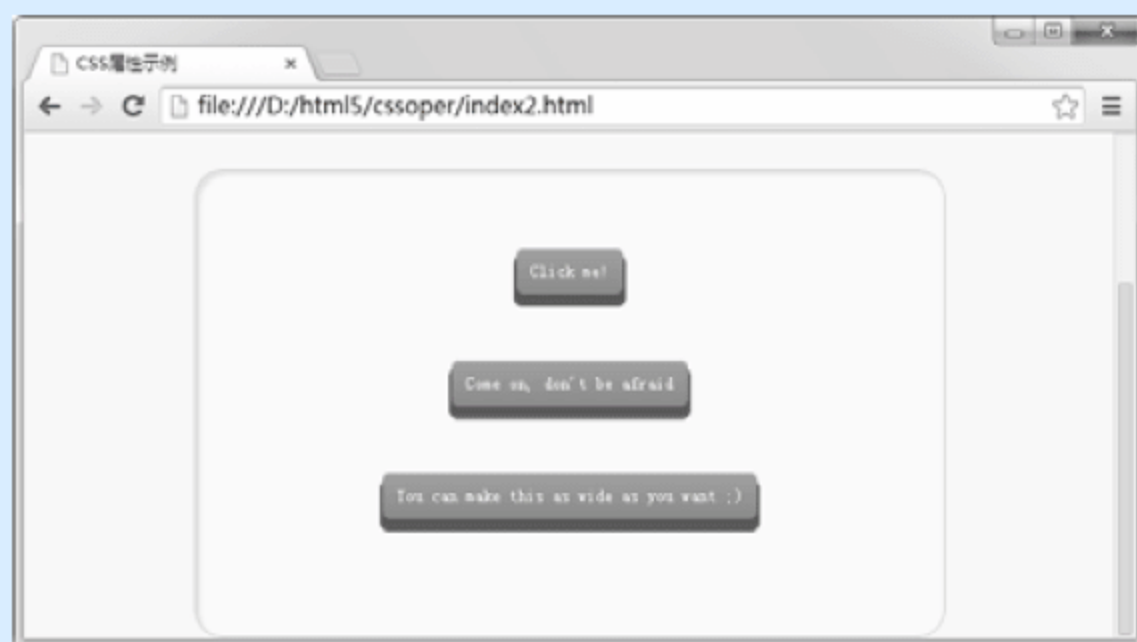 CSS属性示例
file:///D:/html5/cssoper/index2.html
Click me!
Come on, don't be afraid
You can make this as wide as you want :)